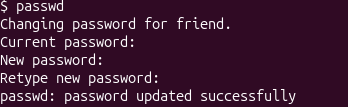 $ passwd
Changing password for friend.
Current password:
New password:
Retype new password:
passwd: password updated successfully